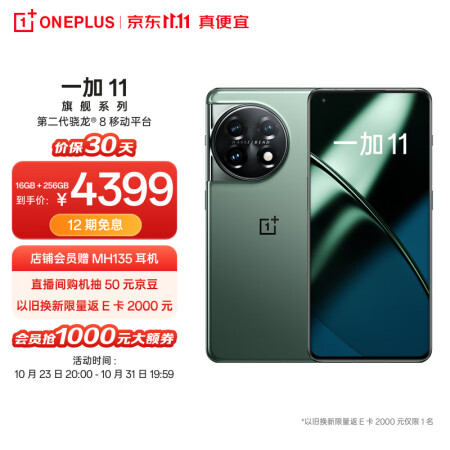 1+ ONEPLUS | 京东11.11 真便宜
一加 11
旗舰系列
第二代骁龙® 8 移动平台
价保30天
16GB+256GB
到手价: ¥4399
12 期免息
店铺会员赠 MH135 耳机
直播间购机抽 50 元京豆
以旧换新限量返 E 卡 2000 元
会员抢1000元大额券
活动时间:
10 月 23 日 20:00 - 10 月 31 日 19:59
HASSELBLAD
1+
一加 11
*以旧换新限量返 E 卡 2000 元仅限 1 名